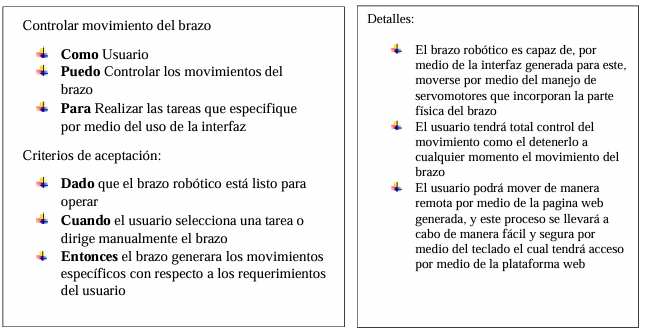 Controlar movimiento del brazo
Como Usuario
Puedo Controlar los movimientos del
brazo
Para Realizar las tareas que especifique
por medio del uso de la interfaz
Criterios de aceptación:
Dado que el brazo robótico está listo para
operar
Cuando el usuario selecciona una tarea o
dirige manualmente el brazo
Entonces el brazo generara los movimientos
específicos con respecto a los requerimientos
del usuario
Detalles:
El brazo robótico es capaz de, por
medio de la interfaz generada para este,
moverse por medio del manejo de
servomotores que incorporan la parte
física del brazo
El usuario tendrá total control del
movimiento como el detenerlo a
cualquier momento el movimiento del
brazo
El usuario podrá mover de manera
remota por medio de la pagina web
generada, y este proceso se llevará a
cabo de manera fácil y segura por
medio del teclado el cual tendrá acceso
por medio de la plataforma web